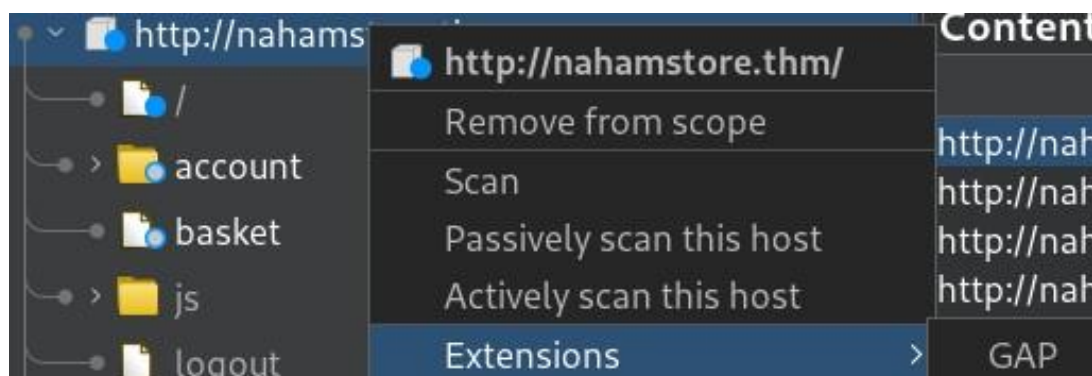 http://nahams
Content
http://nahamstore.thm/
/
Remove from scope
http://nah
account
Scan
http://nah
basket
Passively scan this host
http://nah
js
Actively scan this host
http://nah
logout
Extensions
GAP